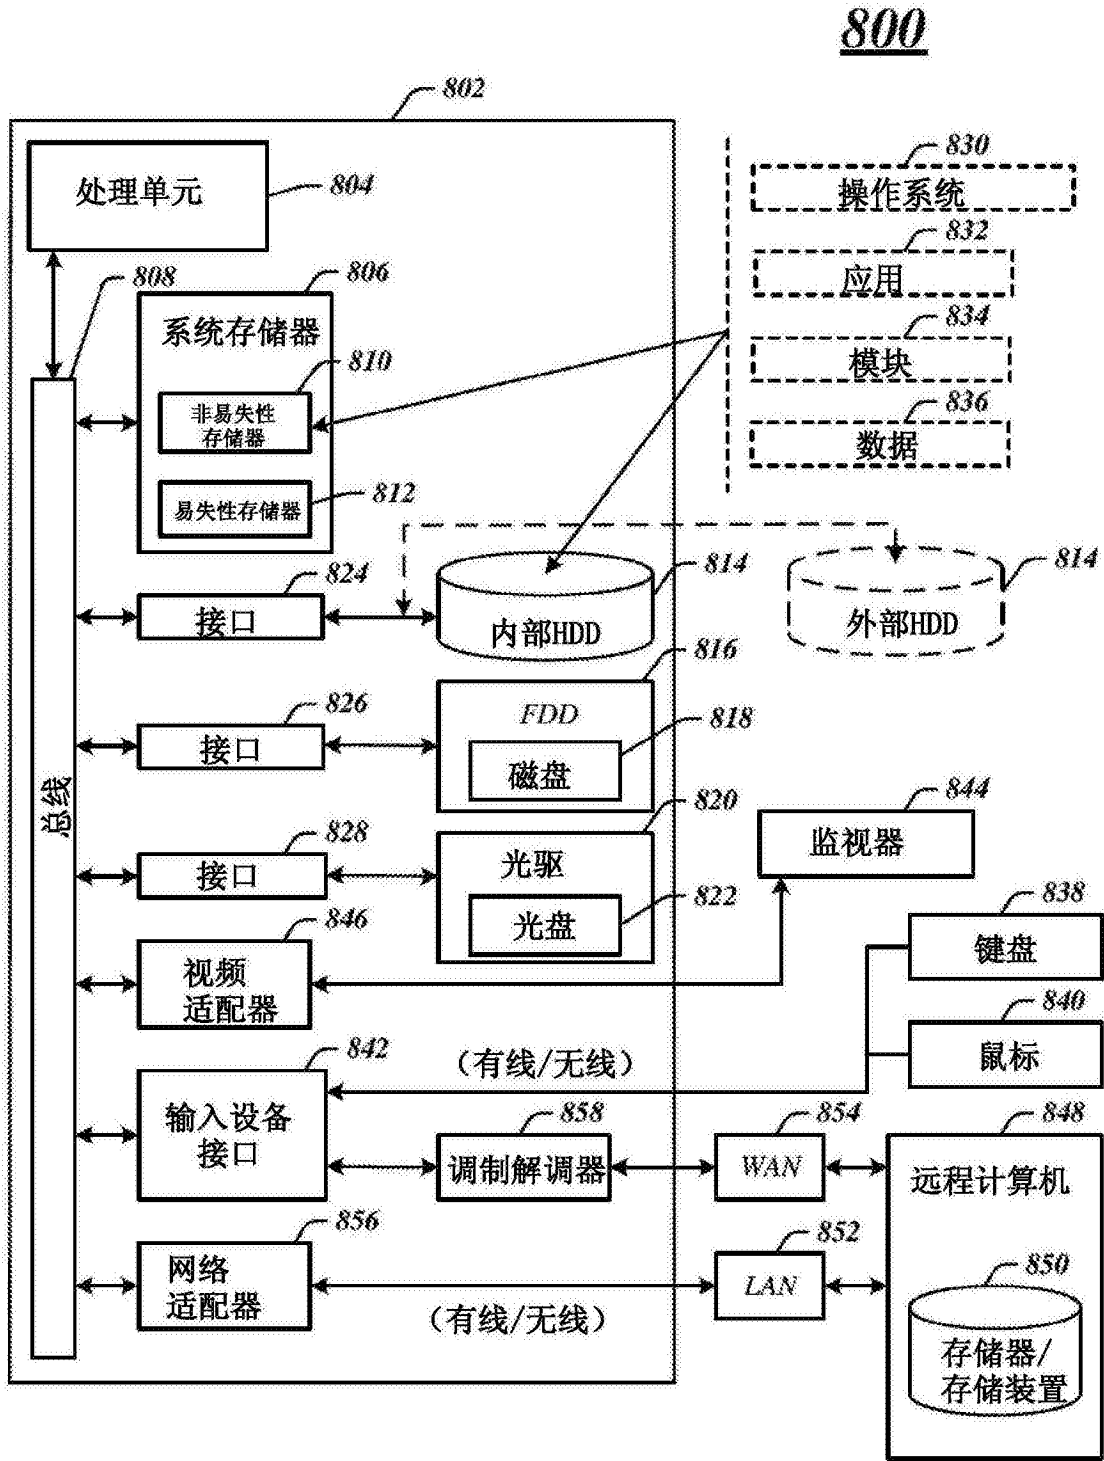 800
802
处理单元
804
808
806
系统存储器
810
非易失性
存储器
812
易失性存储器
830
操作系统
832
应用
834
模块
836
数据
824
接口
内部HDD
814
外部HDD
814
826
接口
816
FDD
818
磁盘
总线
828
接口
820
光驱
822
光盘
844
监视器
846
视频
适配器
838
键盘
840
鼠标
842
输入设备
接口
(有线/无线)
858
调制解调器
854
WAN
848
远程计算机
856
网络
适配器
(有线/无线)
852
LAN
850
存储器/
存储装置